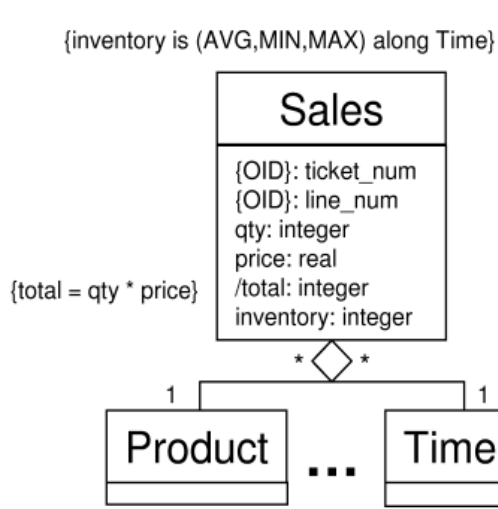 {inventory is (AVG,MIN,MAX) along Time}
Sales
{OID}: ticket_num
{OID}: line_num
qty: integer
price: real
{total = qty * price}
/total: integer
inventory: integer
* *
1 1
Product ... Time